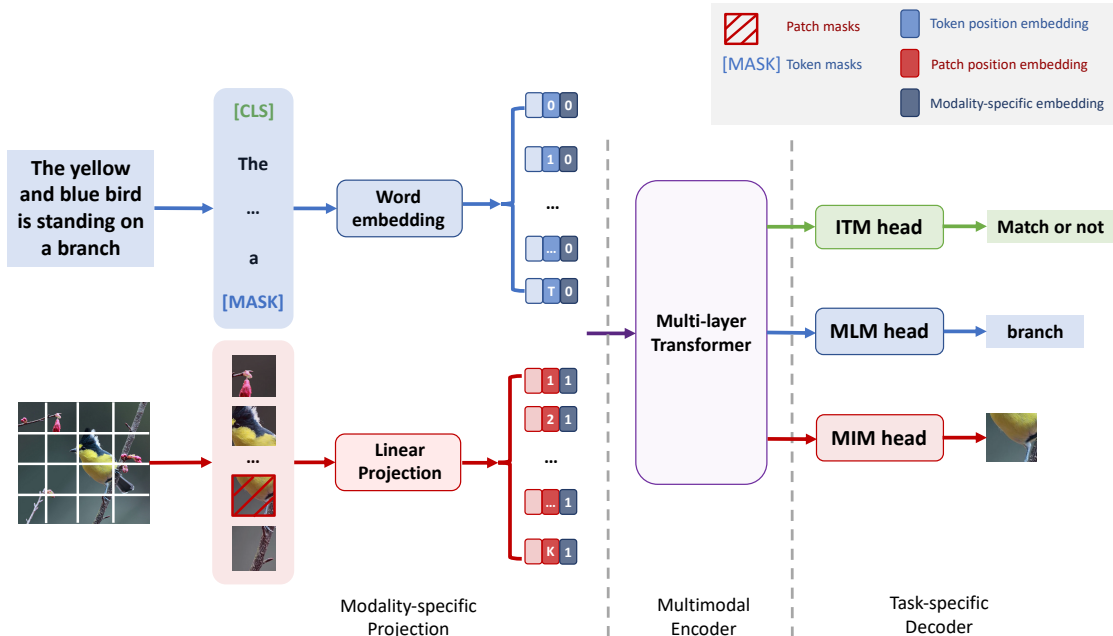 Patch masks
[MASK] Token masks
Token position embedding
Patch position embedding
Modality-specific embedding
The yellow
and blue bird
is standing on
a branch
[CLS]
The
...
a
[MASK]
Word
embedding
0 0
1 0
...
... 0
T 0
...
Linear
Projection
1 1
2 1
...
... 1
K 1
Multi-layer
Transformer
ITM head
Match or not
MLM head
branch
MIM head
Modality-specific
Projection
Multimodal
Encoder
Task-specific
Decoder